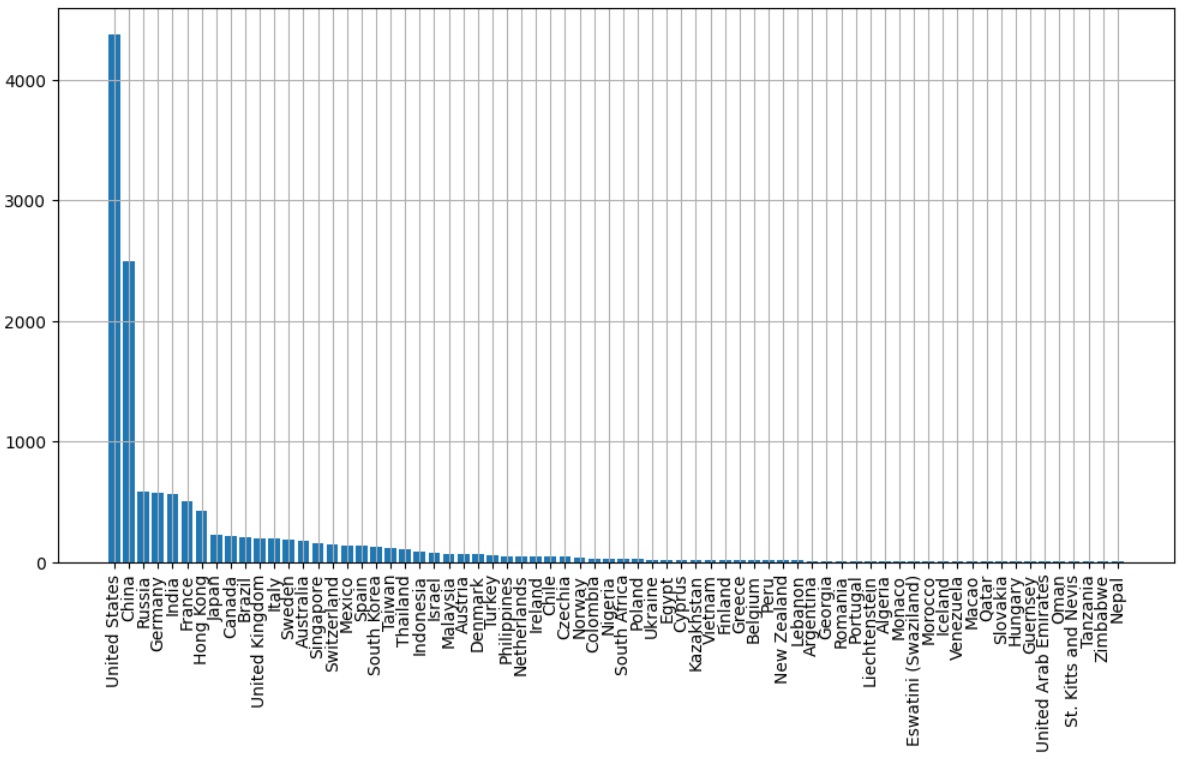 4000
3000
2000
1000
0
United States
China
Russia
Germany
India
France
Hong Kong
Japan
Canada
Brazil
United Kingdom
Italy
Sweden
Australia
Singapore
Switzerland
Mexico
Spain
South Korea
Taiwan
Thailand
Indonesia
Israel
Malaysia
Austria
Denmark
Turkey
Philippines
Netherlands
Ireland
Chile
Czechia
Norway
Colombia
Nigeria
South Africa
Poland
Ukraine
Egypt
Cyprus
Kazakhstan
Vietnam
Finland
Greece
Belgium
Peru
New Zealand
Lebanon
Argentina
Georgia
Romania
Portugal
Liechtenstein
Algeria
Monaco
Eswatini (Swaziland)
Morocco
Iceland
Venezuela
Macao
Qatar
Slovakia
Hungary
Guernsey
United Arab Emirates
Oman
St. Kitts and Nevis
Tanzania
Zimbabwe
Nepal